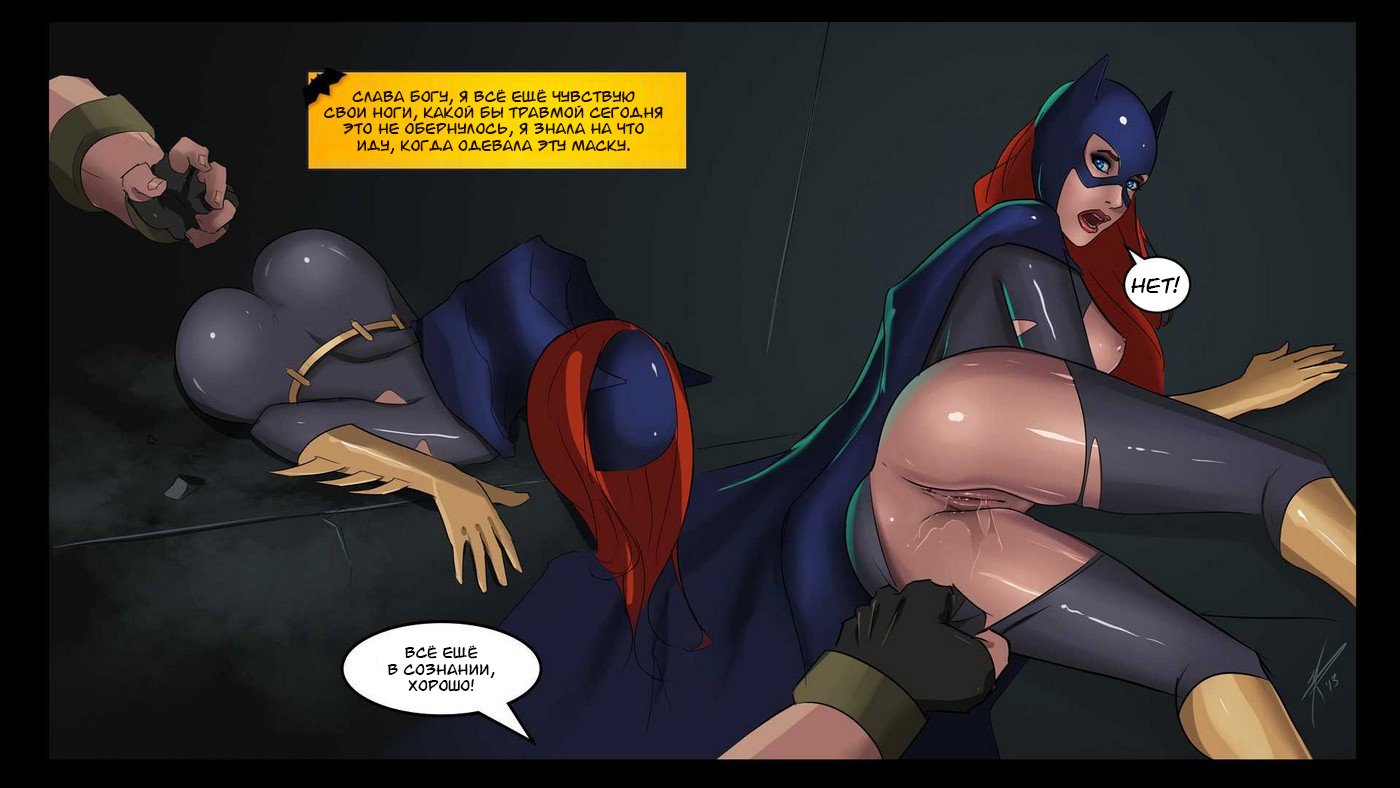 СЛАВА БОГУ, Я ВСЁ ЕЩЁ ЧУВСТВУЮ
СВОИ НОГИ, КАКОЙ БЫ ТРАВМОЙ СЕГОДНЯ
ЭТО НЕ ОБЕРНУЛОСЬ, Я ЗНАЛА НА ЧТО
ИДУ, КОГДА ОДЕВАЛА ЭТУ МАСКУ.
НЕТ!
ВСЁ ЕЩЁ
В СОЗНАНИИ,
ХОРОШО!
'13